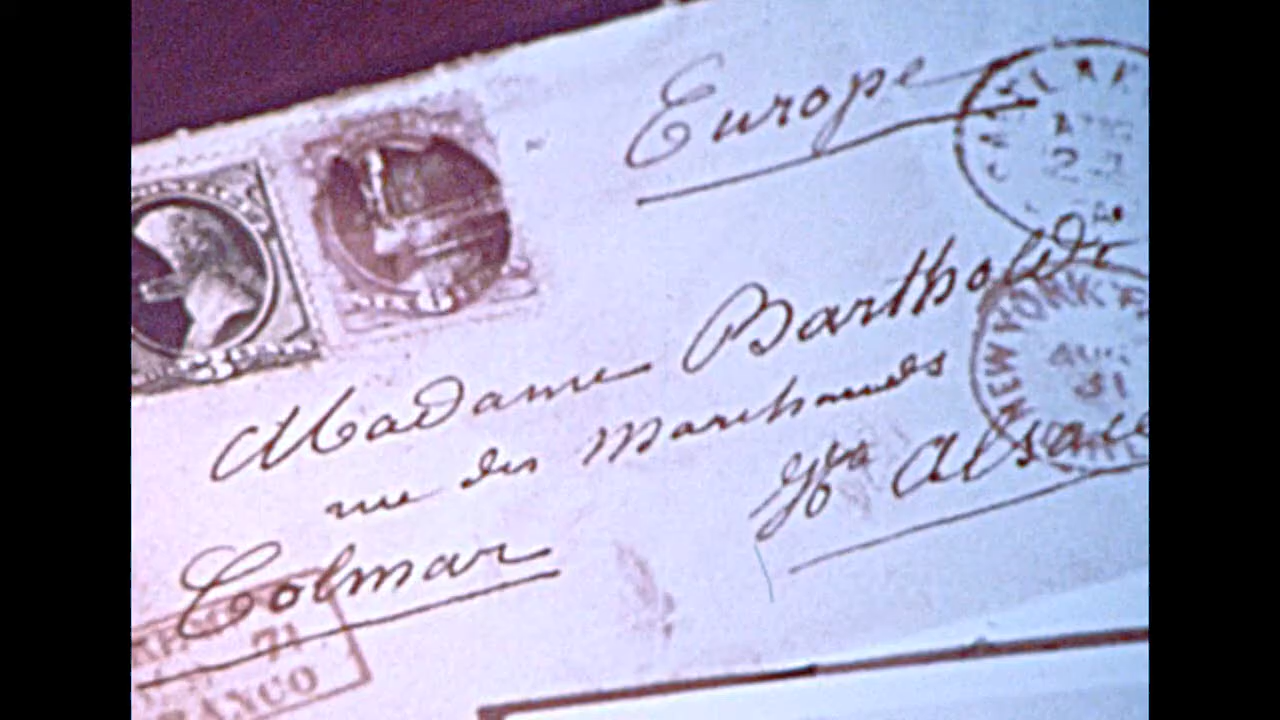 Europe
Madame Bartholdi
rue des Marchands
Colmar
Hte Alsace
NEW YORK
AUG
31
71
FRANCO